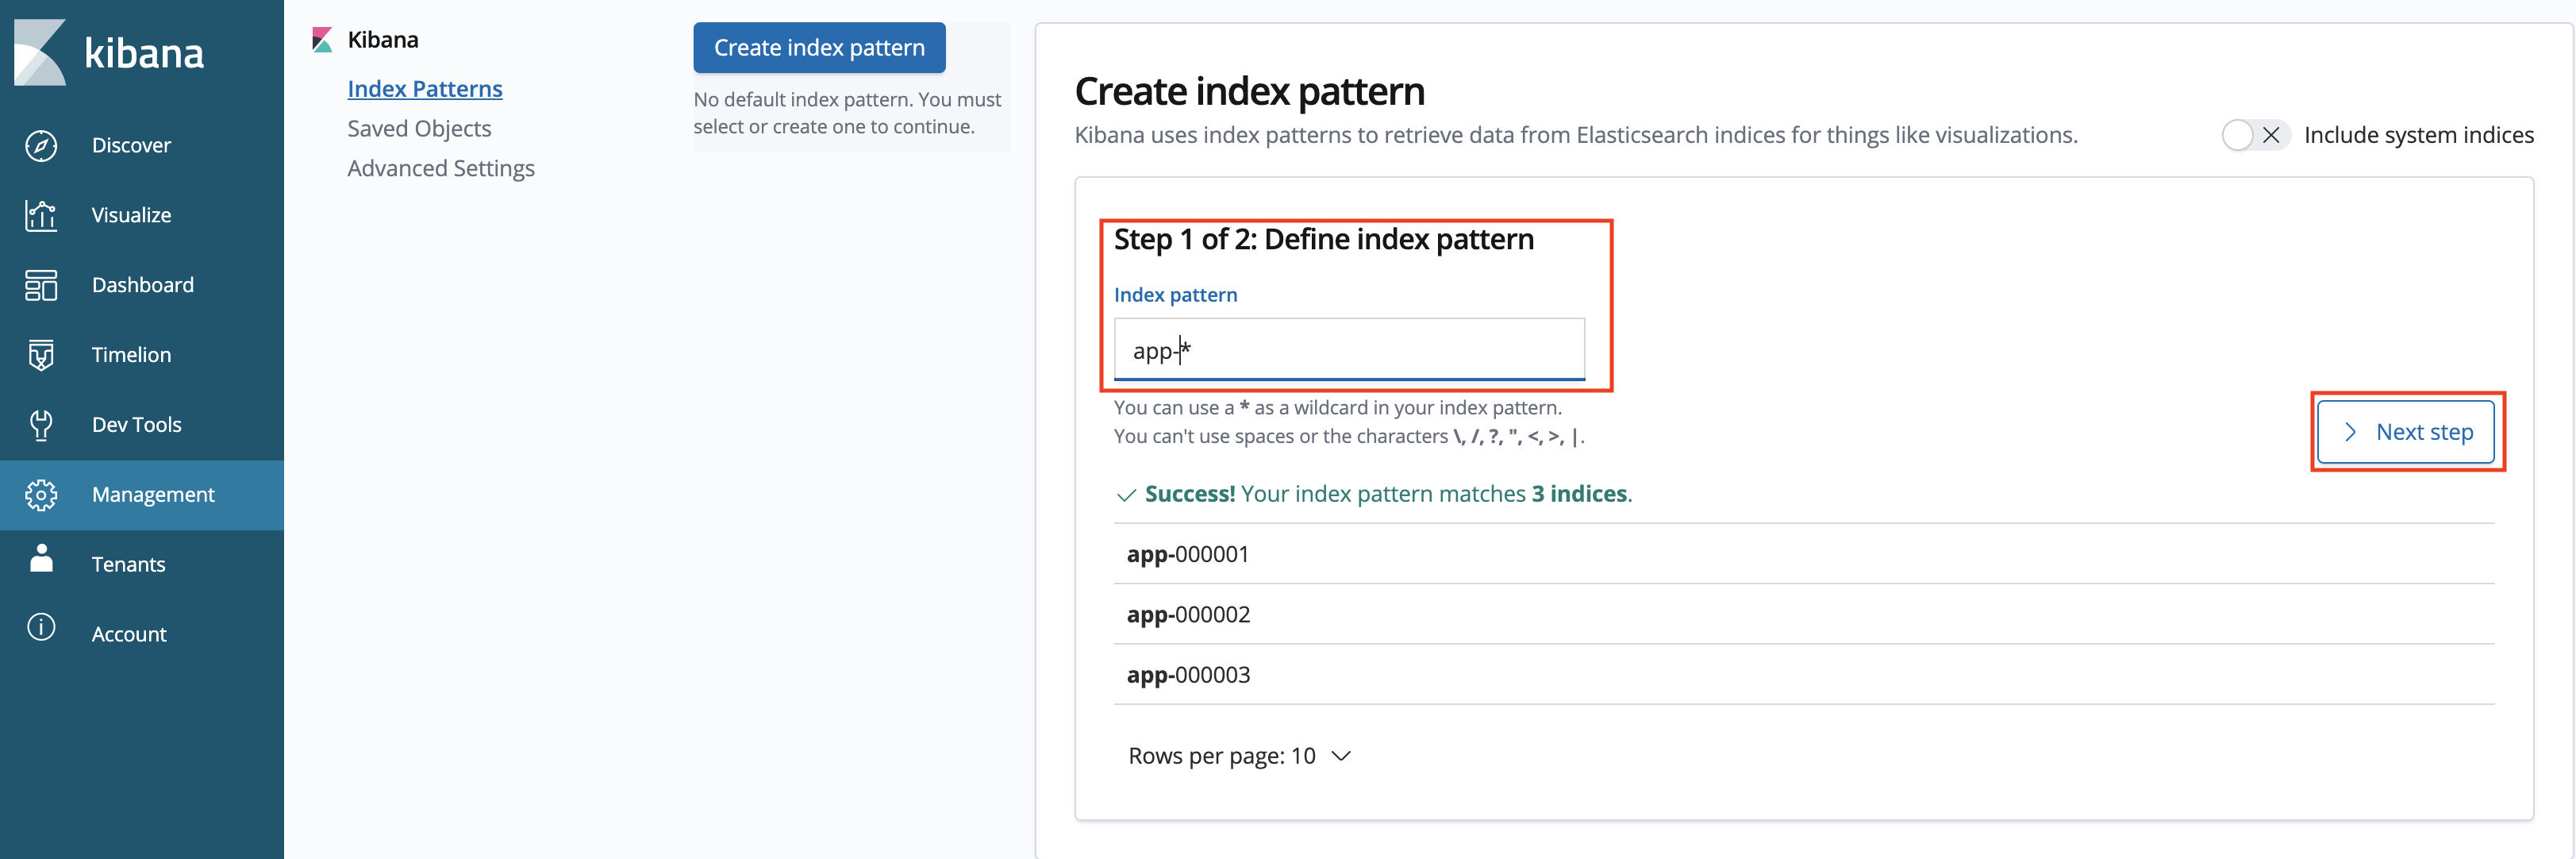 kibana
Discover
Visualize
Dashboard
Timelion
Dev Tools
Management
Tenants
Account
Kibana
Index Patterns
Saved Objects
Advanced Settings
Create index pattern
No default index pattern. You must
select or create one to continue.
Create index pattern
Kibana uses index patterns to retrieve data from Elasticsearch indices for things like visualizations.
Include system indices
Step 1 of 2: Define index pattern
Index pattern
app-*
You can use a * as a wildcard in your index pattern.
You can't use spaces or the characters \, /, ?, ", <, >, |.
Next step
Success! Your index pattern matches 3 indices.
app-000001
app-000002
app-000003
Rows per page: 10